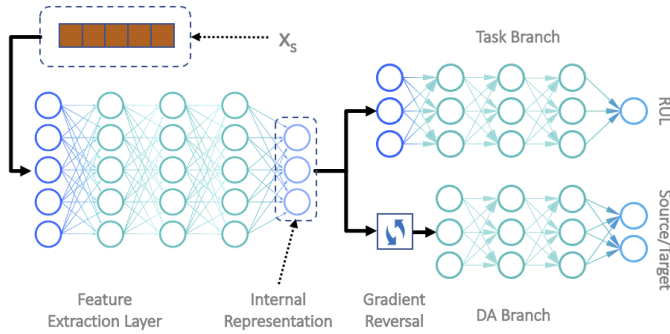 X_s
Task Branch
RUL
Source/Target
Feature
Extraction Layer
Internal
Representation
Gradient
Reversal
DA Branch